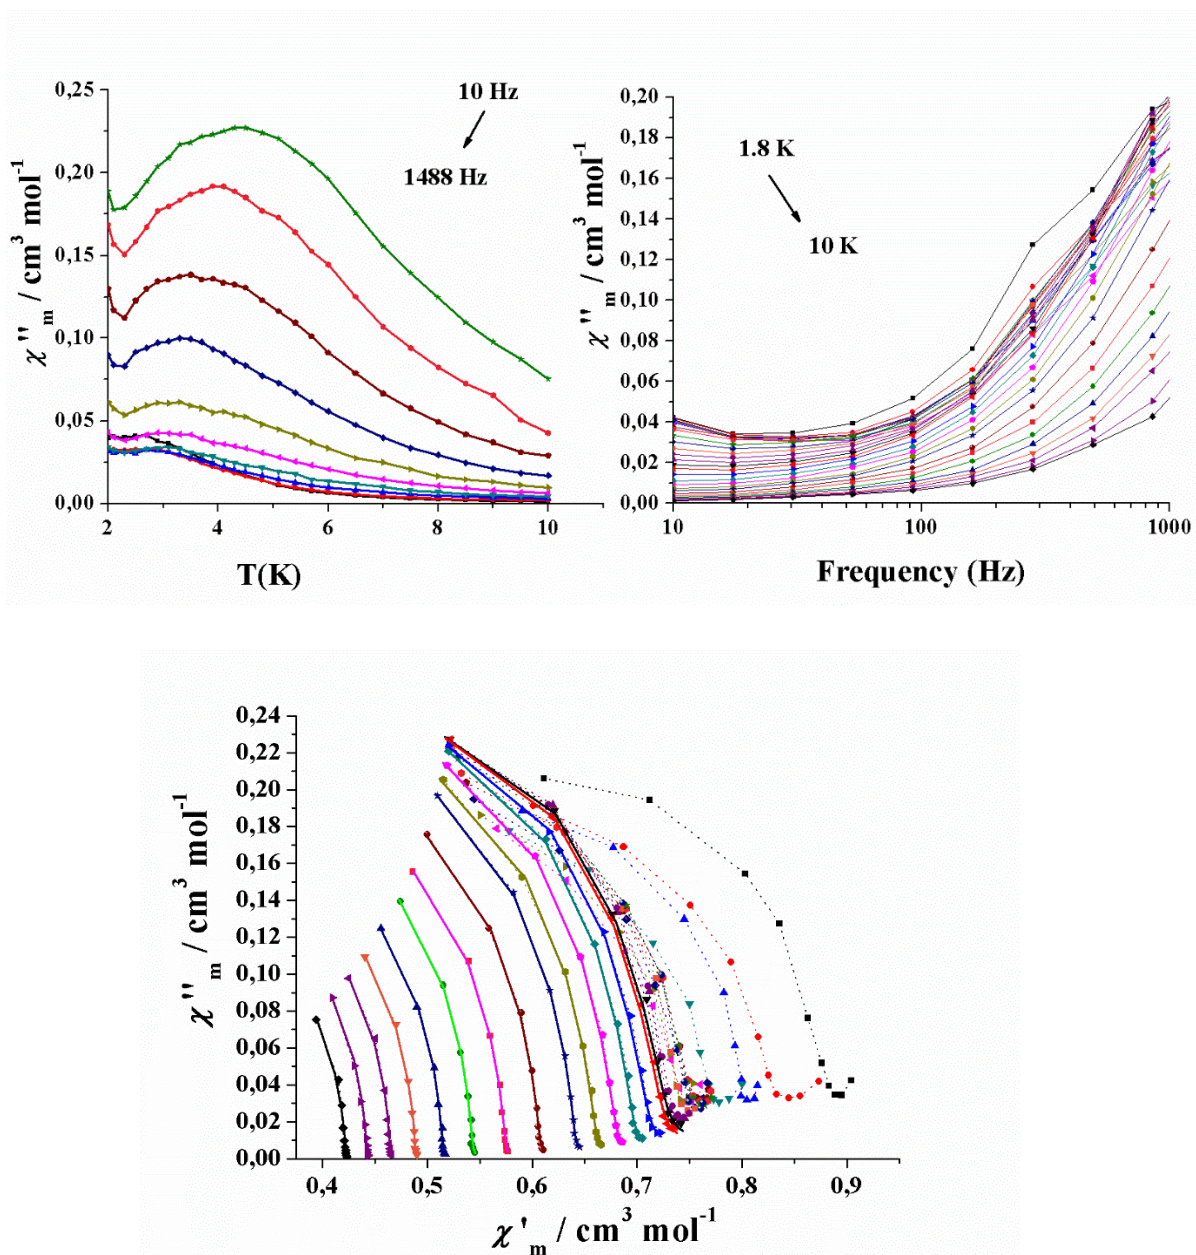 0,25
0,20
0,15
0,10
0,05
0,00
χ''m / cm³ mol⁻¹
10 Hz
1488 Hz
2 4 6 8 10
T(K)
0,20
0,18
0,16
0,14
0,12
0,10
0,08
0,06
0,04
0,02
0,00
χ''m / cm³ mol⁻¹
1.8 K
10 K
10 100 1000
Frequency (Hz)
0,24
0,22
0,20
0,18
0,16
0,14
0,12
0,10
0,08
0,06
0,04
0,02
0,00
χ''m / cm³ mol⁻¹
0,4 0,5 0,6 0,7 0,8 0,9
χ'm / cm³ mol⁻¹